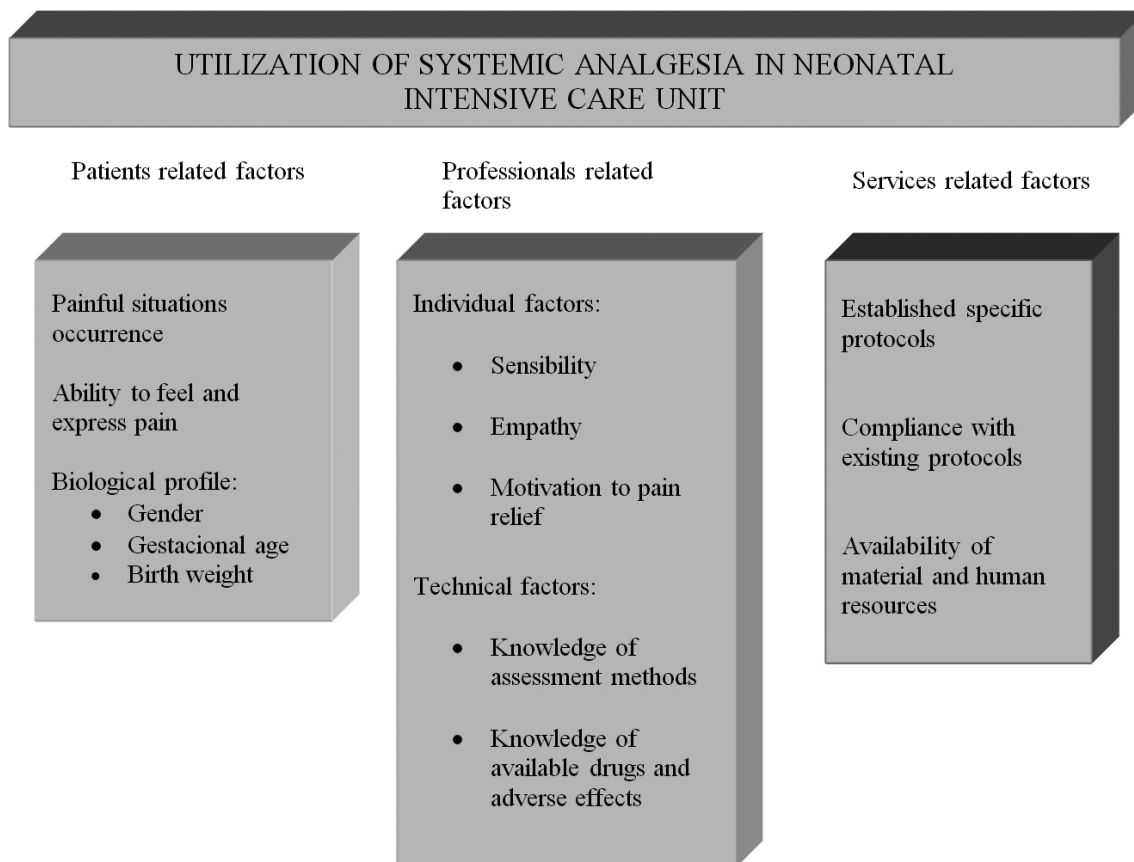 UTILIZATION OF SYSTEMIC ANALGESIA IN NEONATAL
INTENSIVE CARE UNIT
Patients related factors
Painful situations
occurrence
Ability to feel and
express pain
Biological profile:
• Gender
• Gestacional age
• Birth weight
Professionals related
factors
Individual factors:
• Sensibility
• Empathy
• Motivation to pain
relief
Technical factors:
• Knowledge of
assessment methods
• Knowledge of
available drugs and
adverse effects
Services related factors
Established specific
protocols
Compliance with
existing protocols
Availability of
material and human
resources